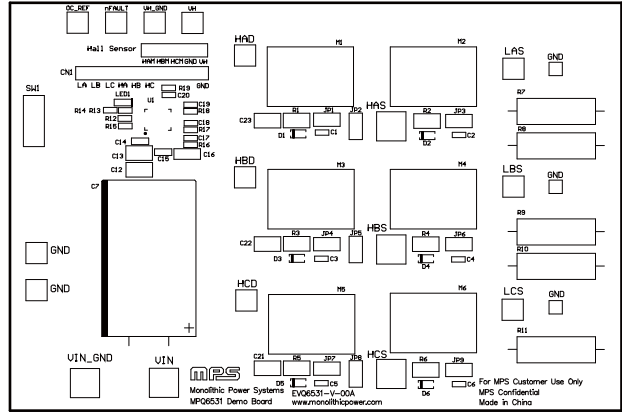 OC_REF nFAULT VH_GND VH
Hall Sensor
HAM HBM HCM GND VH
CN1
LA LB LC HA HB HC GND
SW1
LED1
U1
R19
C20
R14 R13
R12
R15
C19
R18
C18
R17
C17
R16
C14
C13
C15
C16
C12
C7
GND
GND
+
VIN_GND
VIN
HAD
M1
M2
LAS
GND
C23
R1
JP1
JP2
D1
C1
HAS
R2
JP3
D2
C2
R7
R8
HBD
M3
M4
LBS
GND
C22
R3
JP4
JP5
D3
C3
HBS
R4
JP6
D4
C4
R9
R10
HCD
M5
M6
LCS
GND
C21
R5
JP7
JP8
D5
C5
HCS
R6
JP9
D6
C6
R11
mps
Monolithic Power Systems
MPQ6531 Demo Board
EVQ6531-V-00A
www.monolithicpower.com
For MPS Customer Use Only
MPS Confidential
Made in China